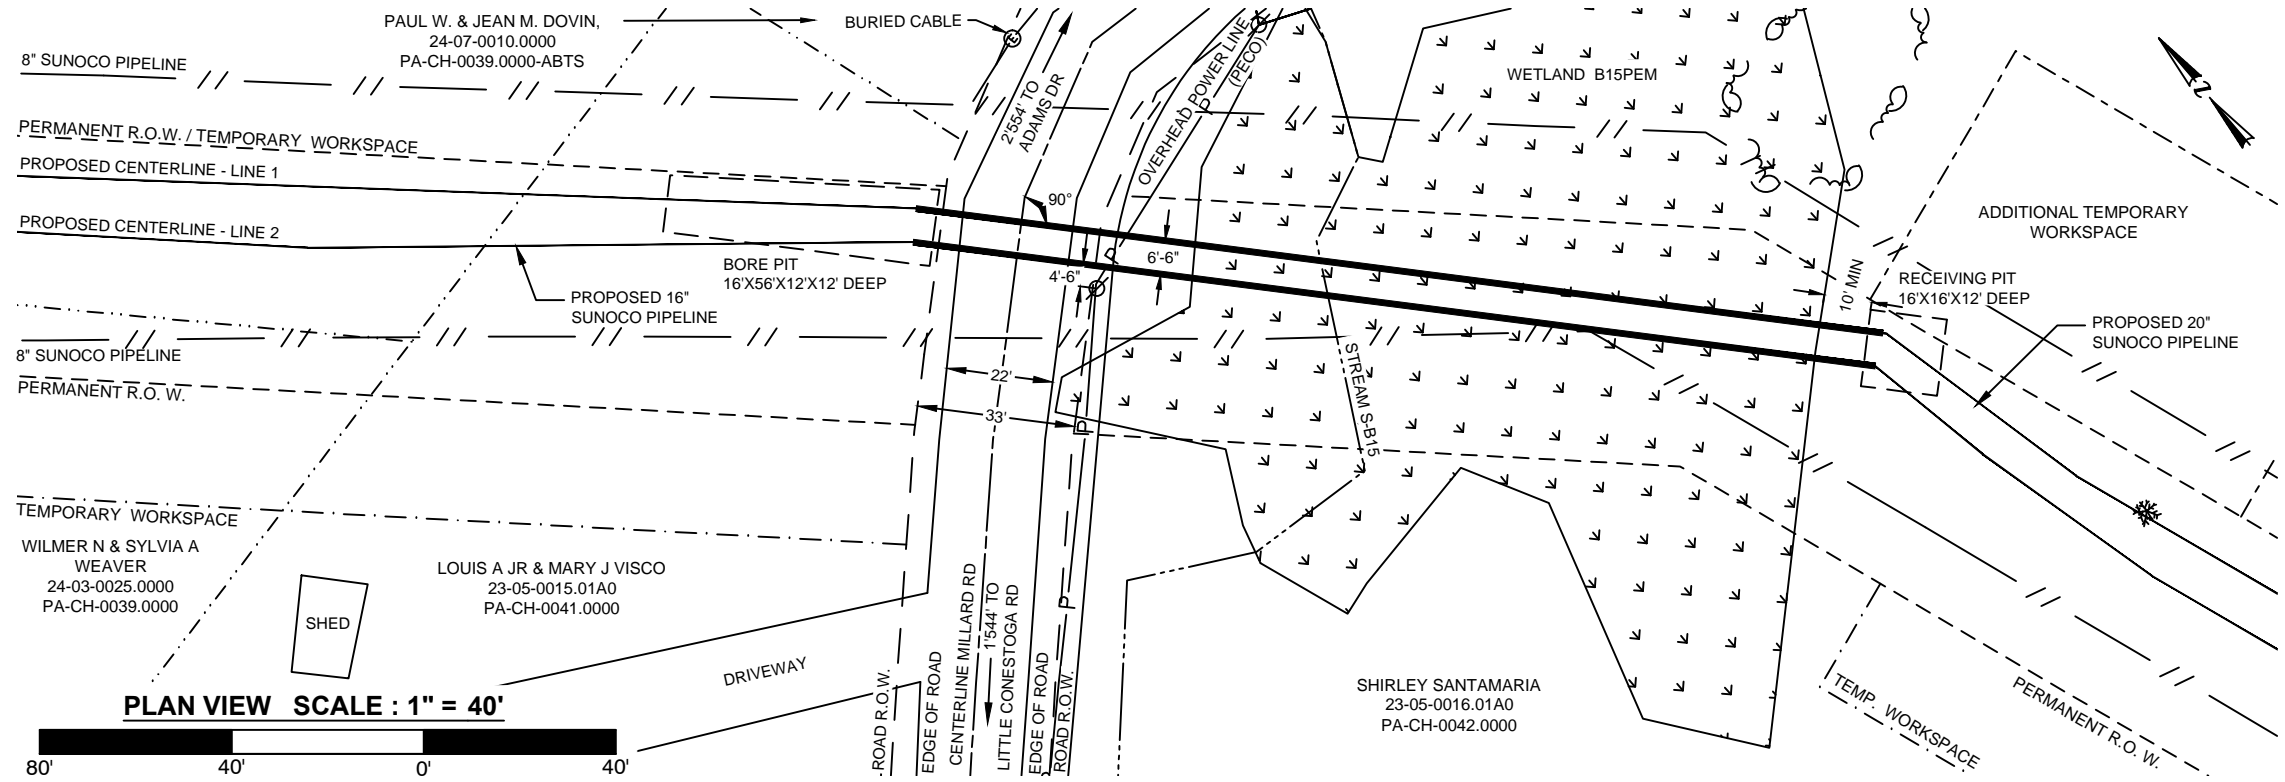 PAUL W. & JEAN M. DOVIN,
24-07-0010.0000
PA-CH-0039.0000-ABTS
BURIED CABLE
E
8" SUNOCO PIPELINE
PERMANENT R.O.W. / TEMPORARY WORKSPACE
PROPOSED CENTERLINE - LINE 1
PROPOSED CENTERLINE - LINE 2
2'554' TO
ADAMS DR
OVERHEAD POWER LINE
(PECO)
P
WETLAND B15PEM
Z
ADDITIONAL TEMPORARY
WORKSPACE
90°
P
6'-6"
4'-6"
BORE PIT
16'X56'X12'X12' DEEP
PROPOSED 16"
SUNOCO PIPELINE
10' MIN
RECEIVING PIT
16'X16'X12' DEEP
PROPOSED 20"
SUNOCO PIPELINE
8" SUNOCO PIPELINE
PERMANENT R.O. W.
22'
33'
P
STREAM S-B15
TEMPORARY WORKSPACE
WILMER N & SYLVIA A
WEAVER
24-03-0025.0000
PA-CH-0039.0000
LOUIS A JR & MARY J VISCO
23-05-0015.01A0
PA-CH-0041.0000
SHED
DRIVEWAY
ROAD R.O.W.
EDGE OF ROAD
CENTERLINE MILLARD RD
1'544' TO
LITTLE CONESTOGA RD
EDGE OF ROAD
ROAD R.O.W.
P
P
SHIRLEY SANTAMARIA
23-05-0016.01A0
PA-CH-0042.0000
TEMP. WORKSPACE
PERMANENT R.O. W.
PLAN VIEW SCALE : 1" = 40'
80' 40' 0' 40'